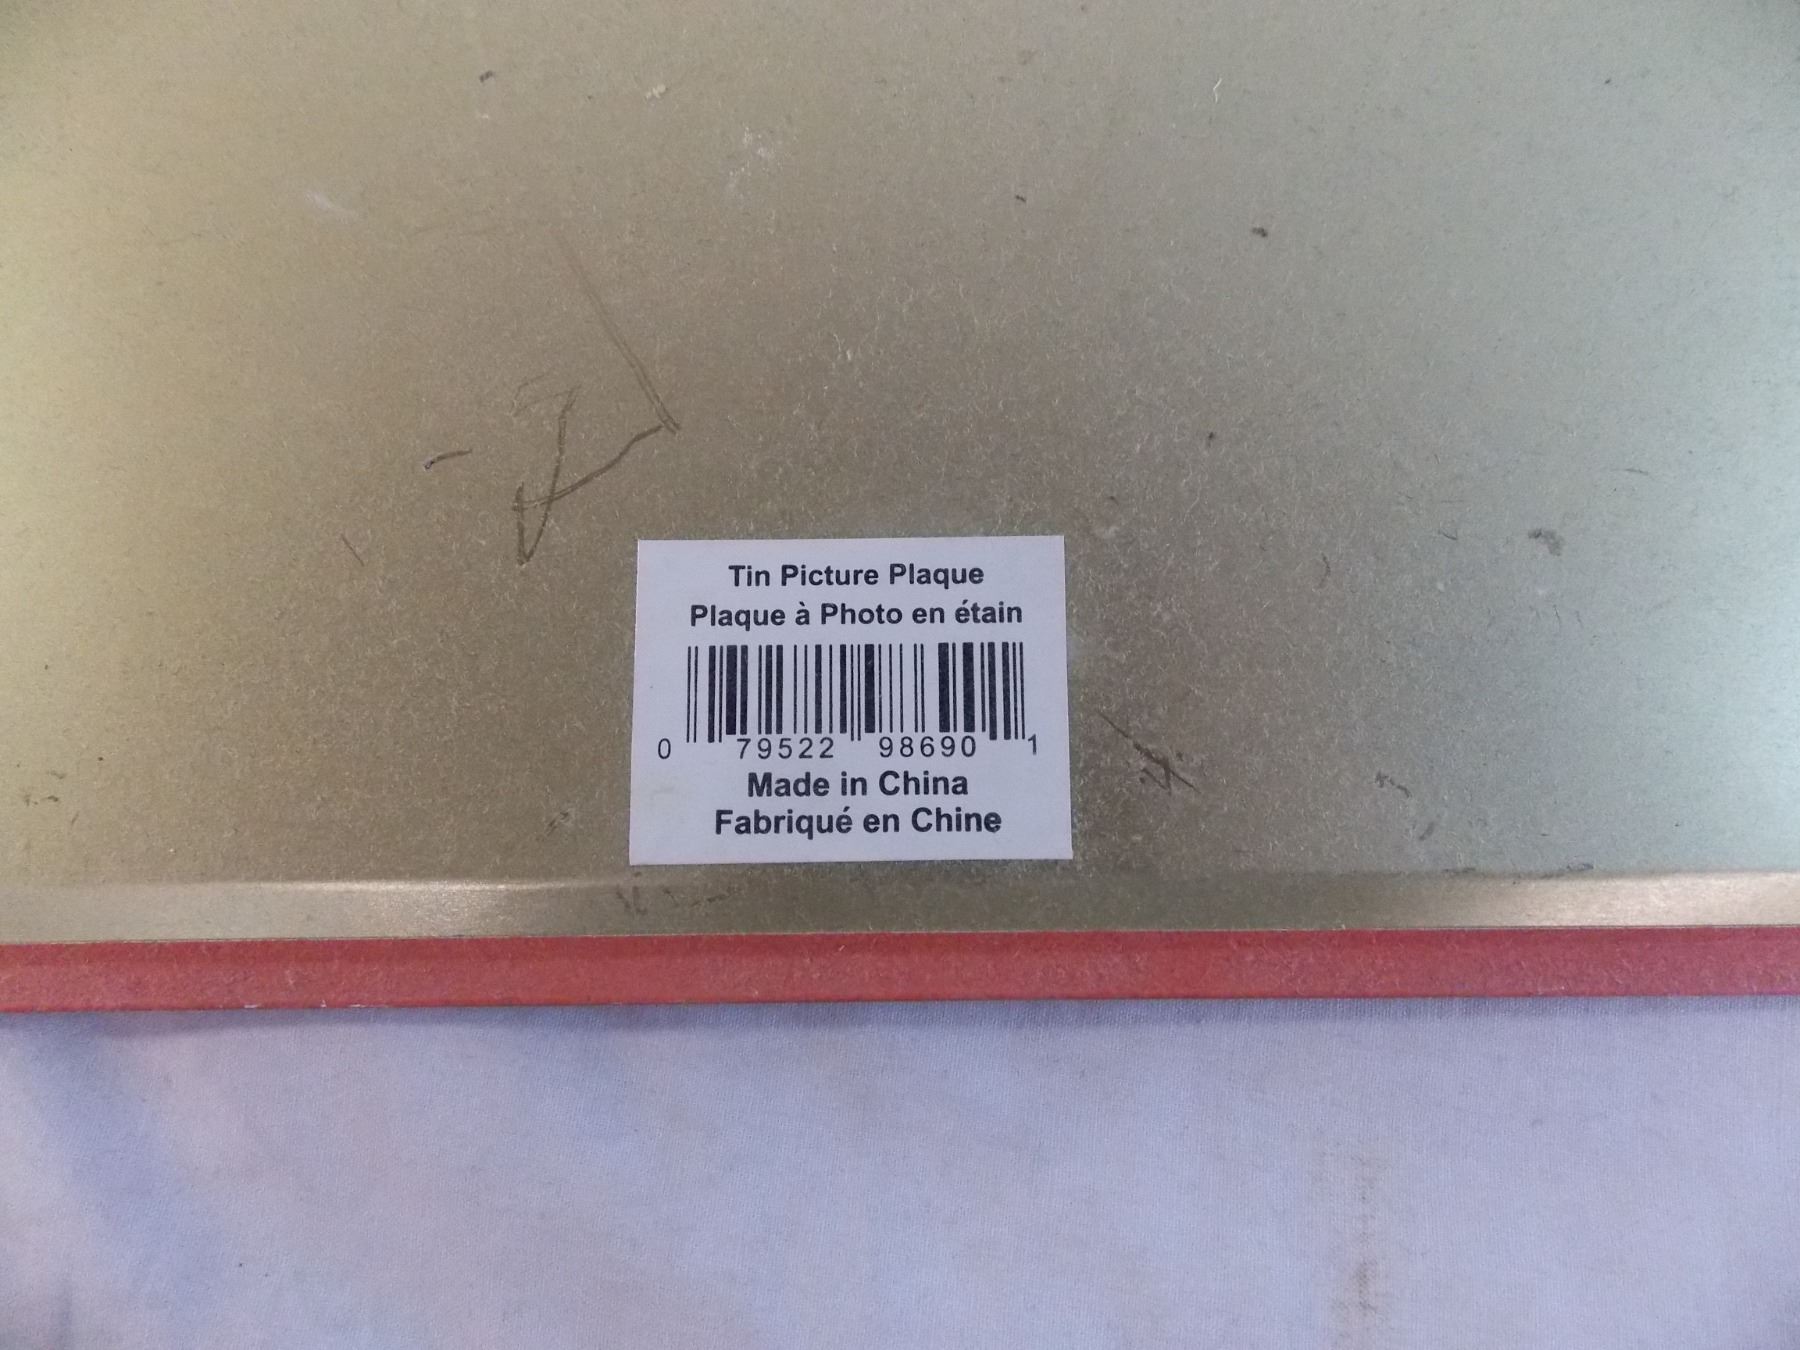 Tin Picture Plaque
Plaque à Photo en étain
0 79522 98690 1
Made in China
Fabriqué en Chine